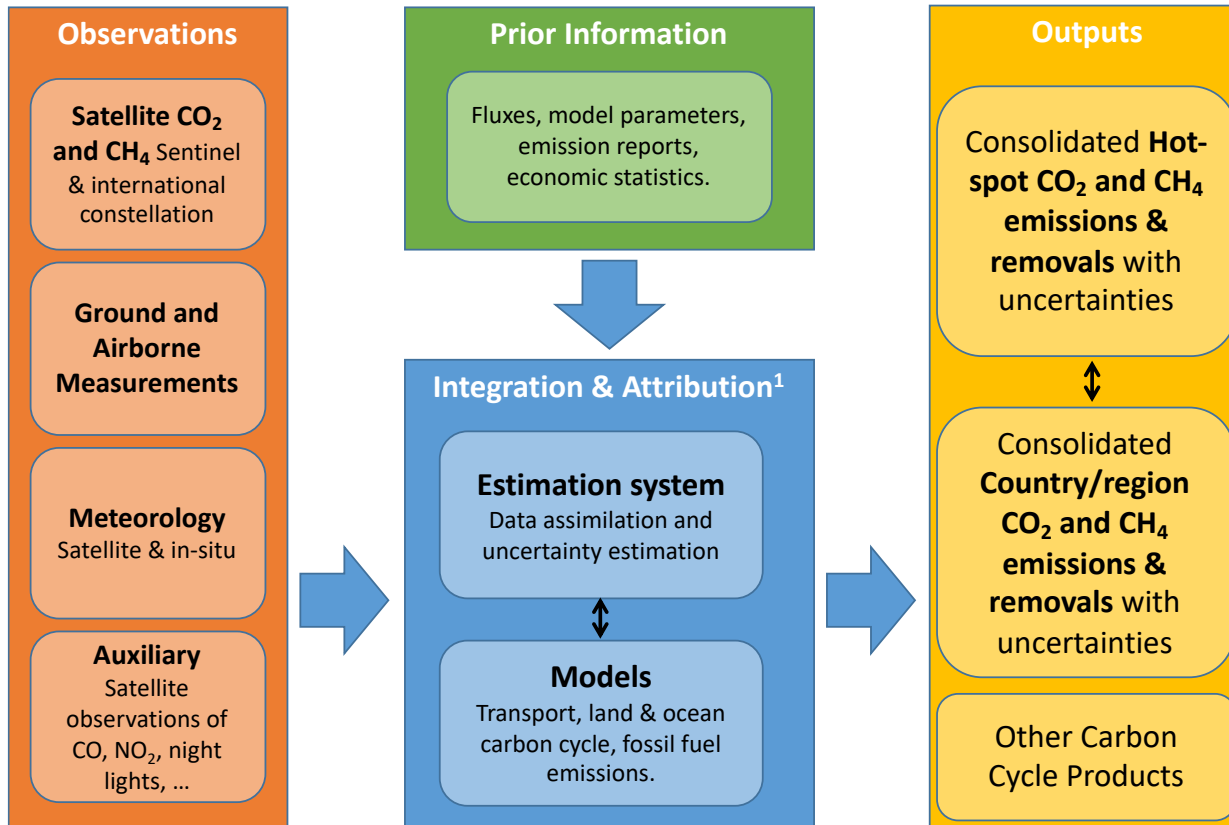 Observations
Satellite CO₂
and CH₄ Sentinel
& international
constellation
Ground and
Airborne
Measurements
Meteorology
Satellite & in-situ
Auxiliary
Satellite
observations of
CO, NO₂, night
lights, …
Prior Information
Fluxes, model parameters,
emission reports,
economic statistics.
Integration & Attribution¹
Estimation system
Data assimilation and
uncertainty estimation
Models
Transport, land & ocean
carbon cycle, fossil fuel
emissions.
Outputs
Consolidated Hot-
spot CO₂ and CH₄
emissions &
removals with
uncertainties
Consolidated
Country/region
CO₂ and CH₄
emissions &
removals with
uncertainties
Other Carbon
Cycle Products